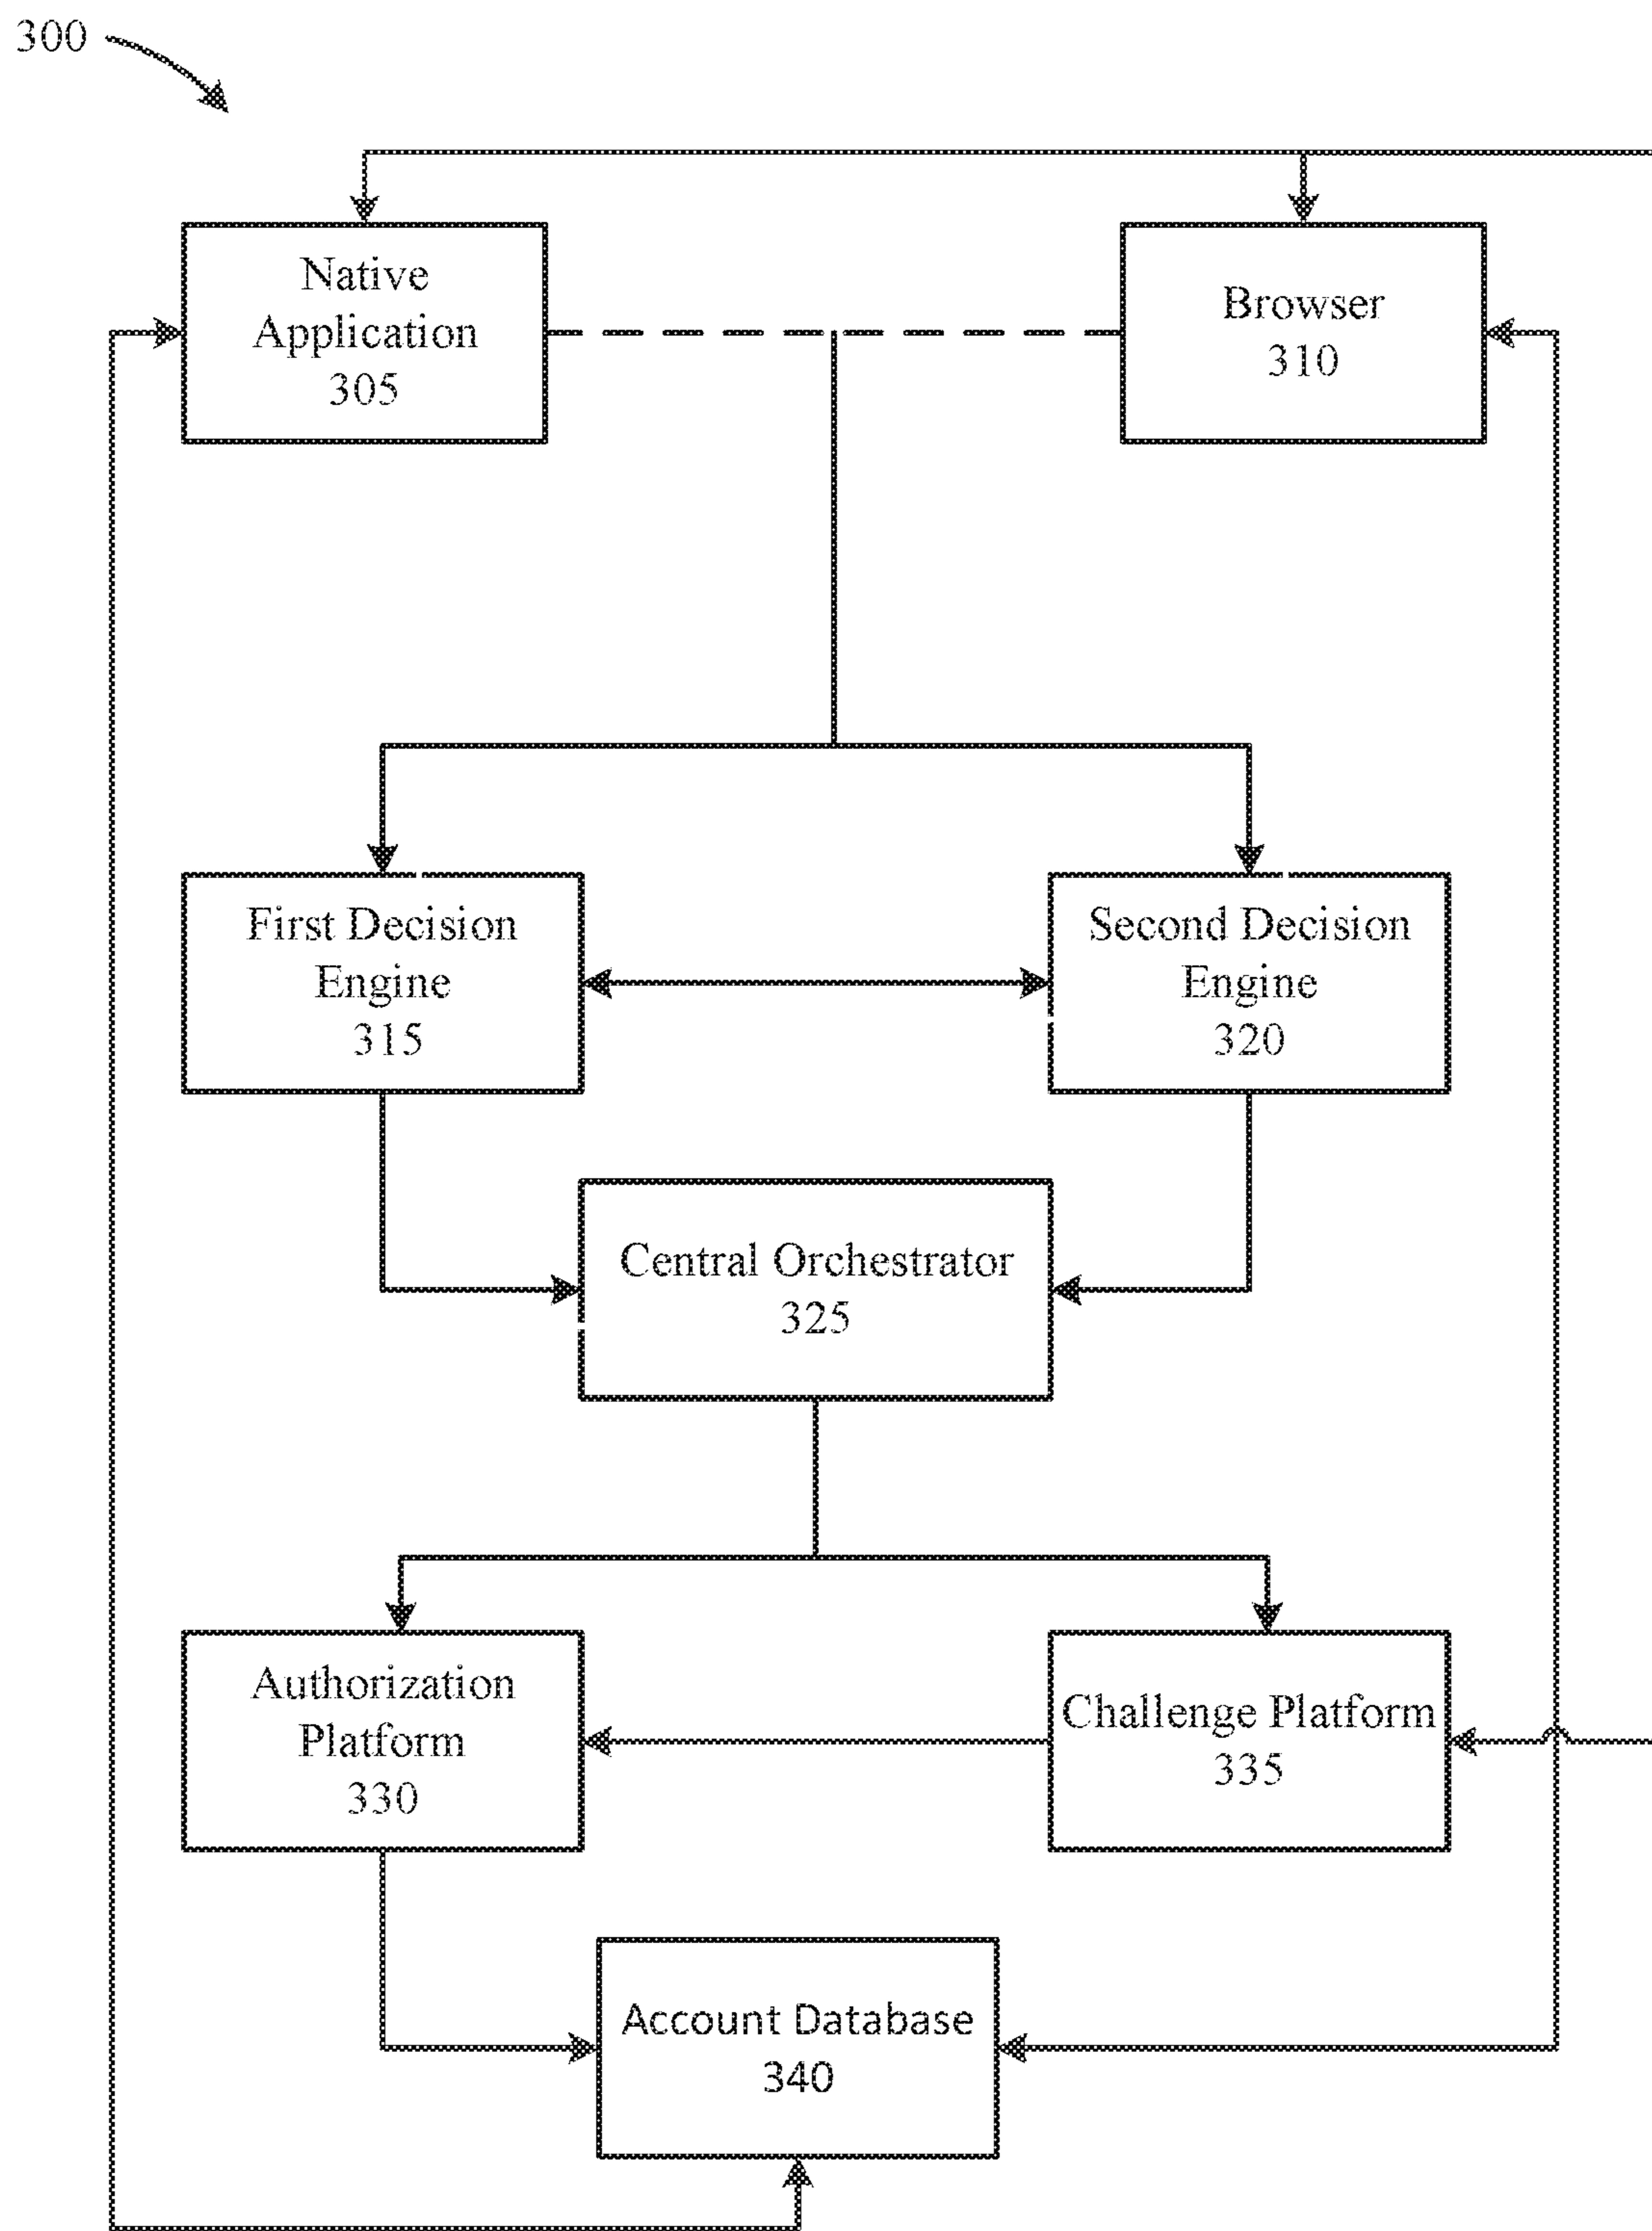 300
Native
Application
305
Browser
310
First Decision
Engine
315
Second Decision
Engine
320
Central Orchestrator
325
Authorization
Platform
330
Challenge Platform
335
Account Database
340